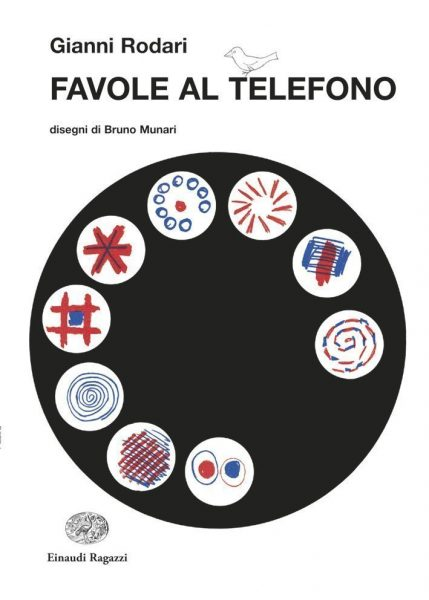 Gianni Rodari
FAVOLE AL TELEFONO
disegni di Bruno Munari
Einaudi Ragazzi